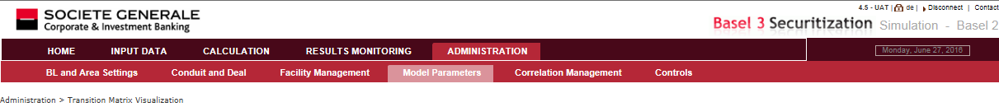 4.5 - UAT | de | Disconnect | Contact
SOCIETE GENERALE
Corporate & Investment Banking
Basel 3 Securitization Simulation - Basel 2
HOME INPUT DATA CALCULATION RESULTS MONITORING ADMINISTRATION
Monday, June 27, 2016
BL and Area Settings Conduit and Deal Facility Management Model Parameters Correlation Management Controls
Administration > Transition Matrix Visualization